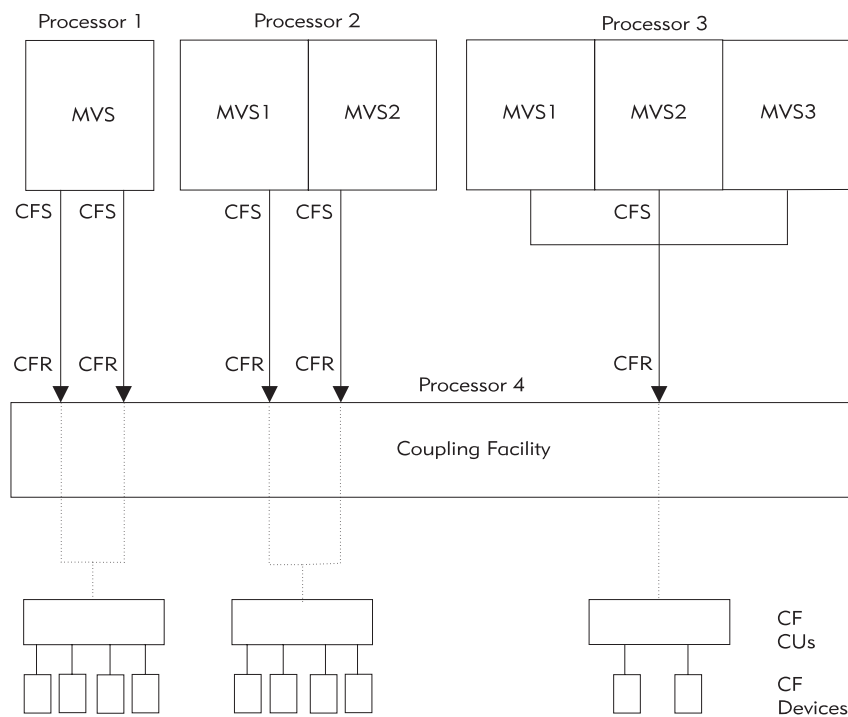 Processor 1
Processor 2
Processor 3
MVS
MVS1
MVS2
MVS1
MVS2
MVS3
CFS
CFS
CFS
CFS
CFS
CFR
CFR
CFR
CFR
CFR
Processor 4
Coupling Facility
CF
CUs
CF
Devices